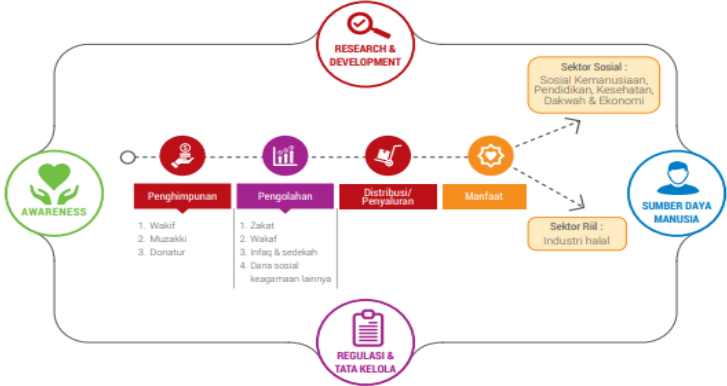 RESEARCH &
DEVELOPMENT
Sektor Sosial :
Sosial Kemanusiaan,
Pendidikan, Kesehatan,
Dakwah & Ekonomi
AWARENESS
Penghimpunan
1. Wakif
2. Muzakki
3. Donatur
Pengolahan
1. Zakat
2. Wakaf
3. Infaq & sedekah
4. Dana sosial
keagamaan lainnya
Distribusi/
Penyaluran
Manfaat
SUMBER DAYA
MANUSIA
Sektor Riil :
Industri halal
REGULASI &
TATA KELOLA